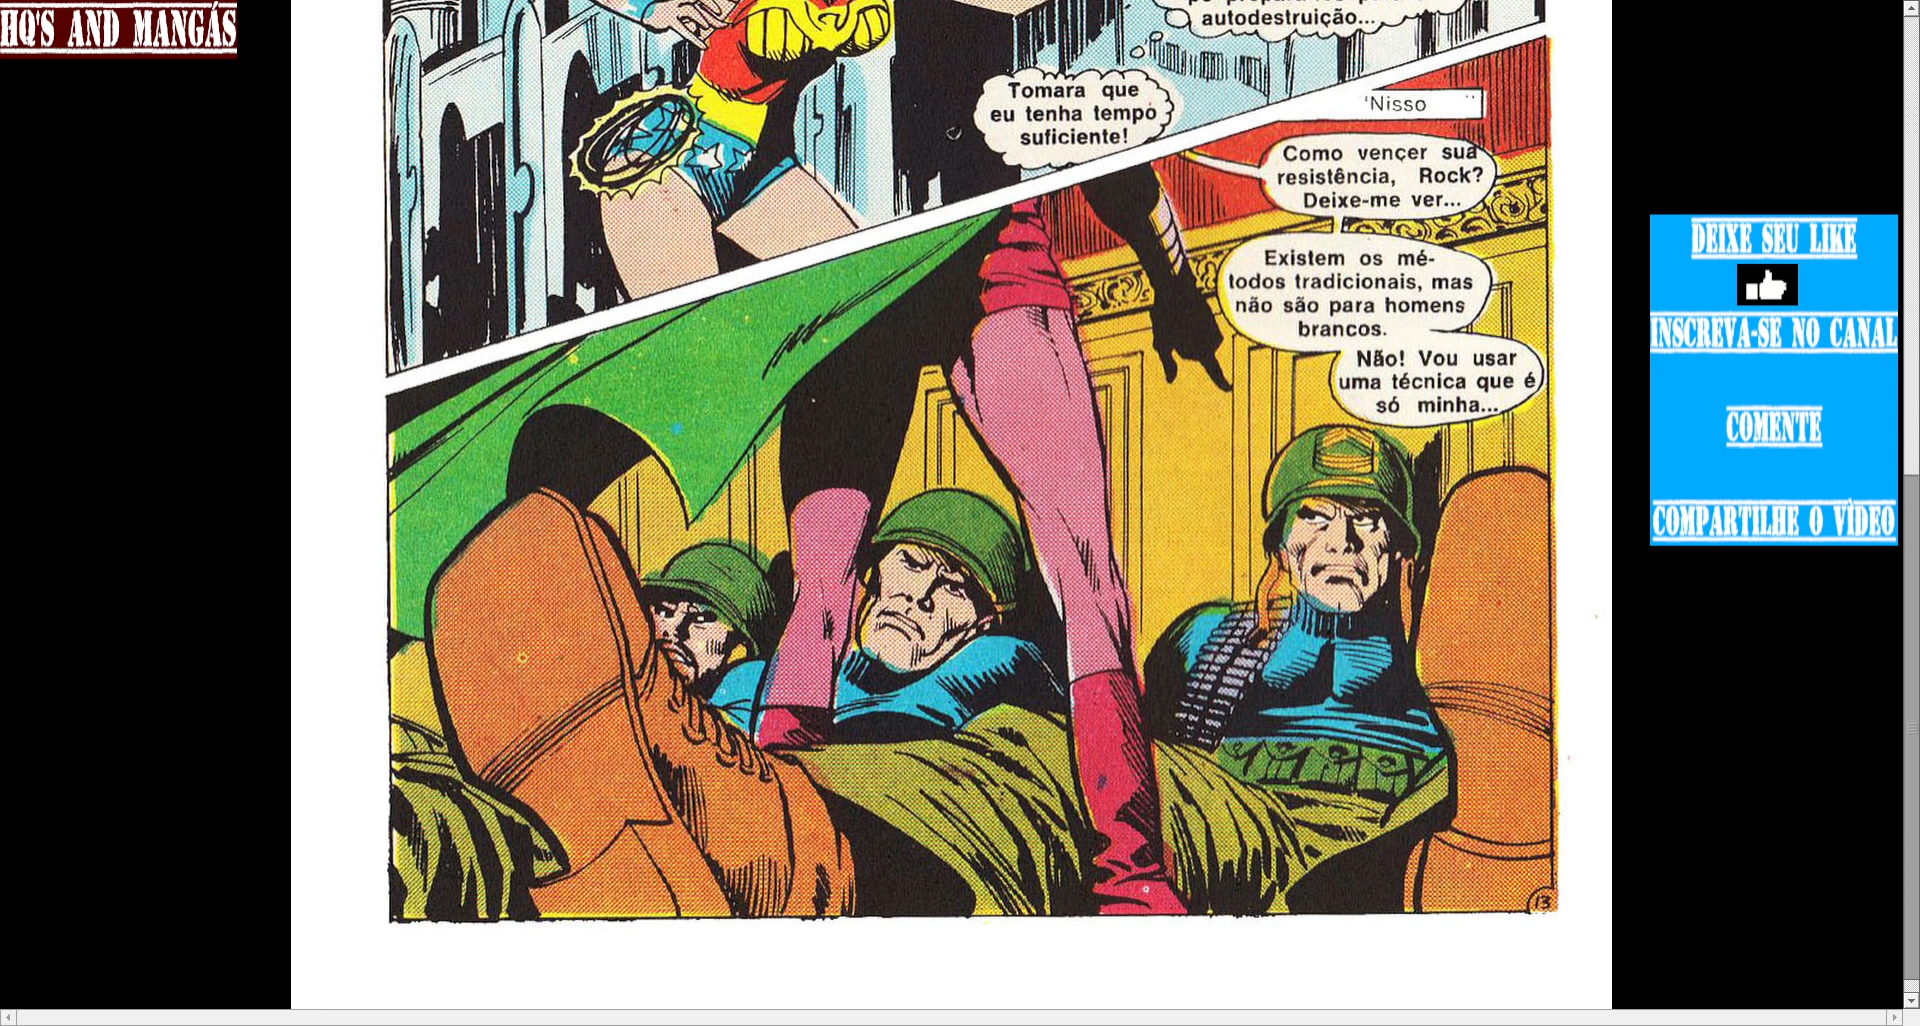 HQ'S AND MANGÁS
autodestruição...
Tomara que
eu tenha tempo
suficiente!
'Nisso "
Como vençer sua
resistência, Rock?
Deixe-me ver...
Existem os mé-
todos tradicionais, mas
não são para homens
brancos.
Não! Vou usar
uma técnica que é
só minha...
13
DEIXE SEU LIKE
INSCREVA-SE NO CANAL
COMENTE
COMPARTILHE O VÍDEO